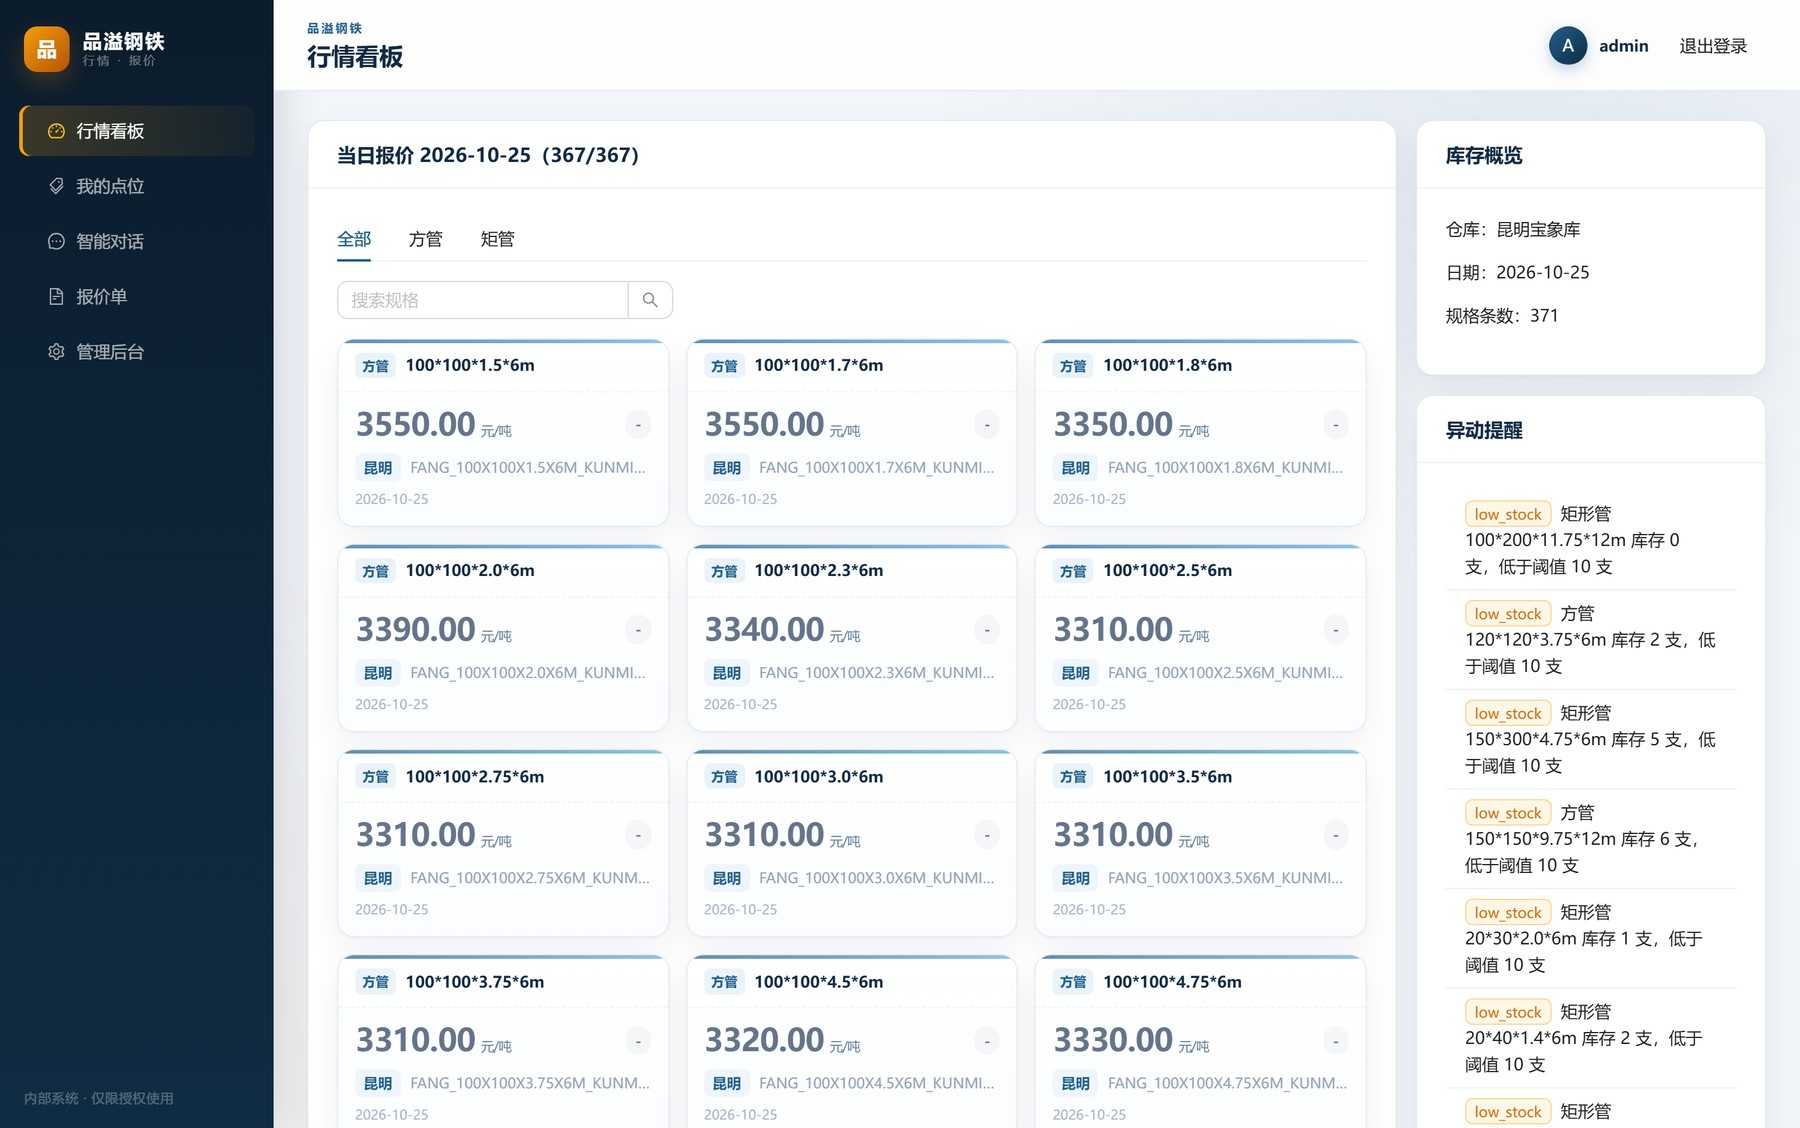 品
品溢钢铁
行情 · 报价
行情看板
我的点位
智能对话
报价单
管理后台
内部系统 · 仅限授权使用
品溢钢铁
行情看板
A
admin
退出登录
当日报价 2026-10-25（367/367）
全部
方管
矩管
搜索规格
方管 100*100*1.5*6m
3550.00 元/吨
-
昆明 FANG_100X100X1.5X6M_KUNMI...
2026-10-25
方管 100*100*1.7*6m
3550.00 元/吨
-
昆明 FANG_100X100X1.7X6M_KUNMI...
2026-10-25
方管 100*100*1.8*6m
3350.00 元/吨
-
昆明 FANG_100X100X1.8X6M_KUNMI...
2026-10-25
方管 100*100*2.0*6m
3390.00 元/吨
-
昆明 FANG_100X100X2.0X6M_KUNMI...
2026-10-25
方管 100*100*2.3*6m
3340.00 元/吨
-
昆明 FANG_100X100X2.3X6M_KUNMI...
2026-10-25
方管 100*100*2.5*6m
3310.00 元/吨
-
昆明 FANG_100X100X2.5X6M_KUNMI...
2026-10-25
方管 100*100*2.75*6m
3310.00 元/吨
-
昆明 FANG_100X100X2.75X6M_KUNM...
2026-10-25
方管 100*100*3.0*6m
3310.00 元/吨
-
昆明 FANG_100X100X3.0X6M_KUNMI...
2026-10-25
方管 100*100*3.5*6m
3310.00 元/吨
-
昆明 FANG_100X100X3.5X6M_KUNMI...
2026-10-25
方管 100*100*3.75*6m
3310.00 元/吨
-
昆明 FANG_100X100X3.75X6M_KUNM...
2026-10-25
方管 100*100*4.5*6m
3320.00 元/吨
-
昆明 FANG_100X100X4.5X6M_KUNMI...
2026-10-25
方管 100*100*4.75*6m
3330.00 元/吨
-
昆明 FANG_100X100X4.75X6M_KUNM...
2026-10-25
库存概览
仓库：昆明宝象库
日期：2026-10-25
规格条数：371
异动提醒
low_stock 矩形管
100*200*11.75*12m 库存 0
支，低于阈值 10 支
low_stock 方管
120*120*3.75*6m 库存 2 支，低
于阈值 10 支
low_stock 矩形管
150*300*4.75*6m 库存 5 支，低
于阈值 10 支
low_stock 方管
150*150*9.75*12m 库存 6 支，
低于阈值 10 支
low_stock 矩形管
20*30*2.0*6m 库存 1 支，低于
阈值 10 支
low_stock 矩形管
20*40*1.4*6m 库存 2 支，低于
阈值 10 支
low_stock 矩形管